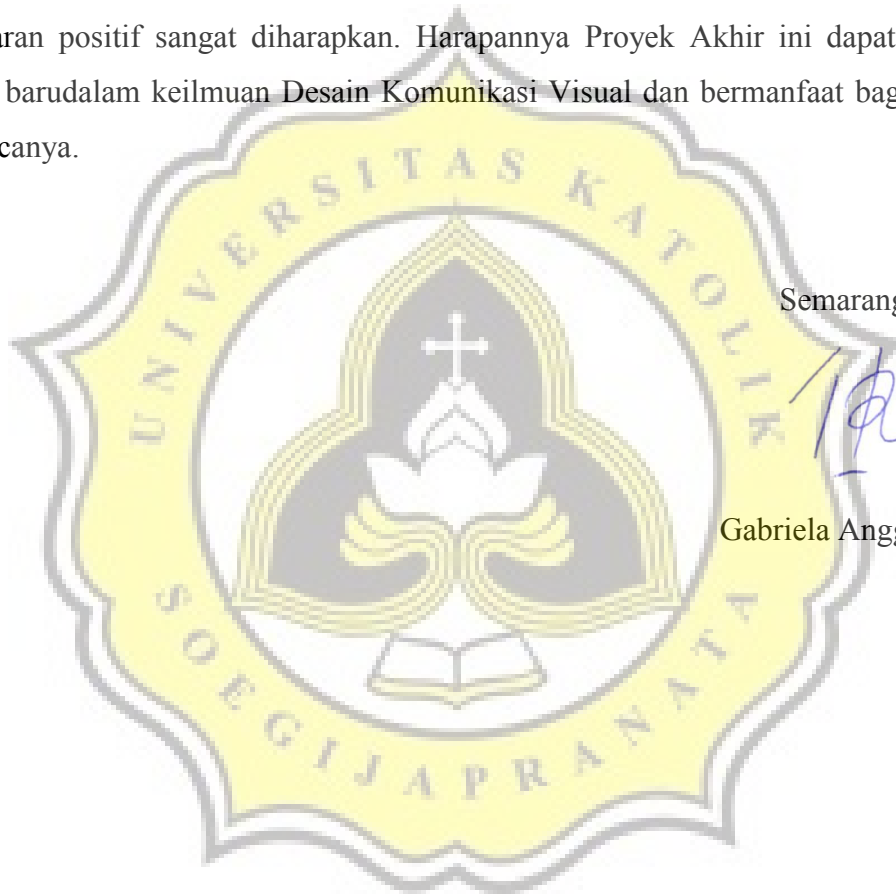 aran positif sangat diharapkan. Harapannya Proyek Akhir ini dapat
barudalam keilmuan Desain Komunikasi Visual dan bermanfaat bag
canya.
UNIVERSITAS KATOLIK
Semarang
Gabriela Angg
SOEGIJAPRANATA